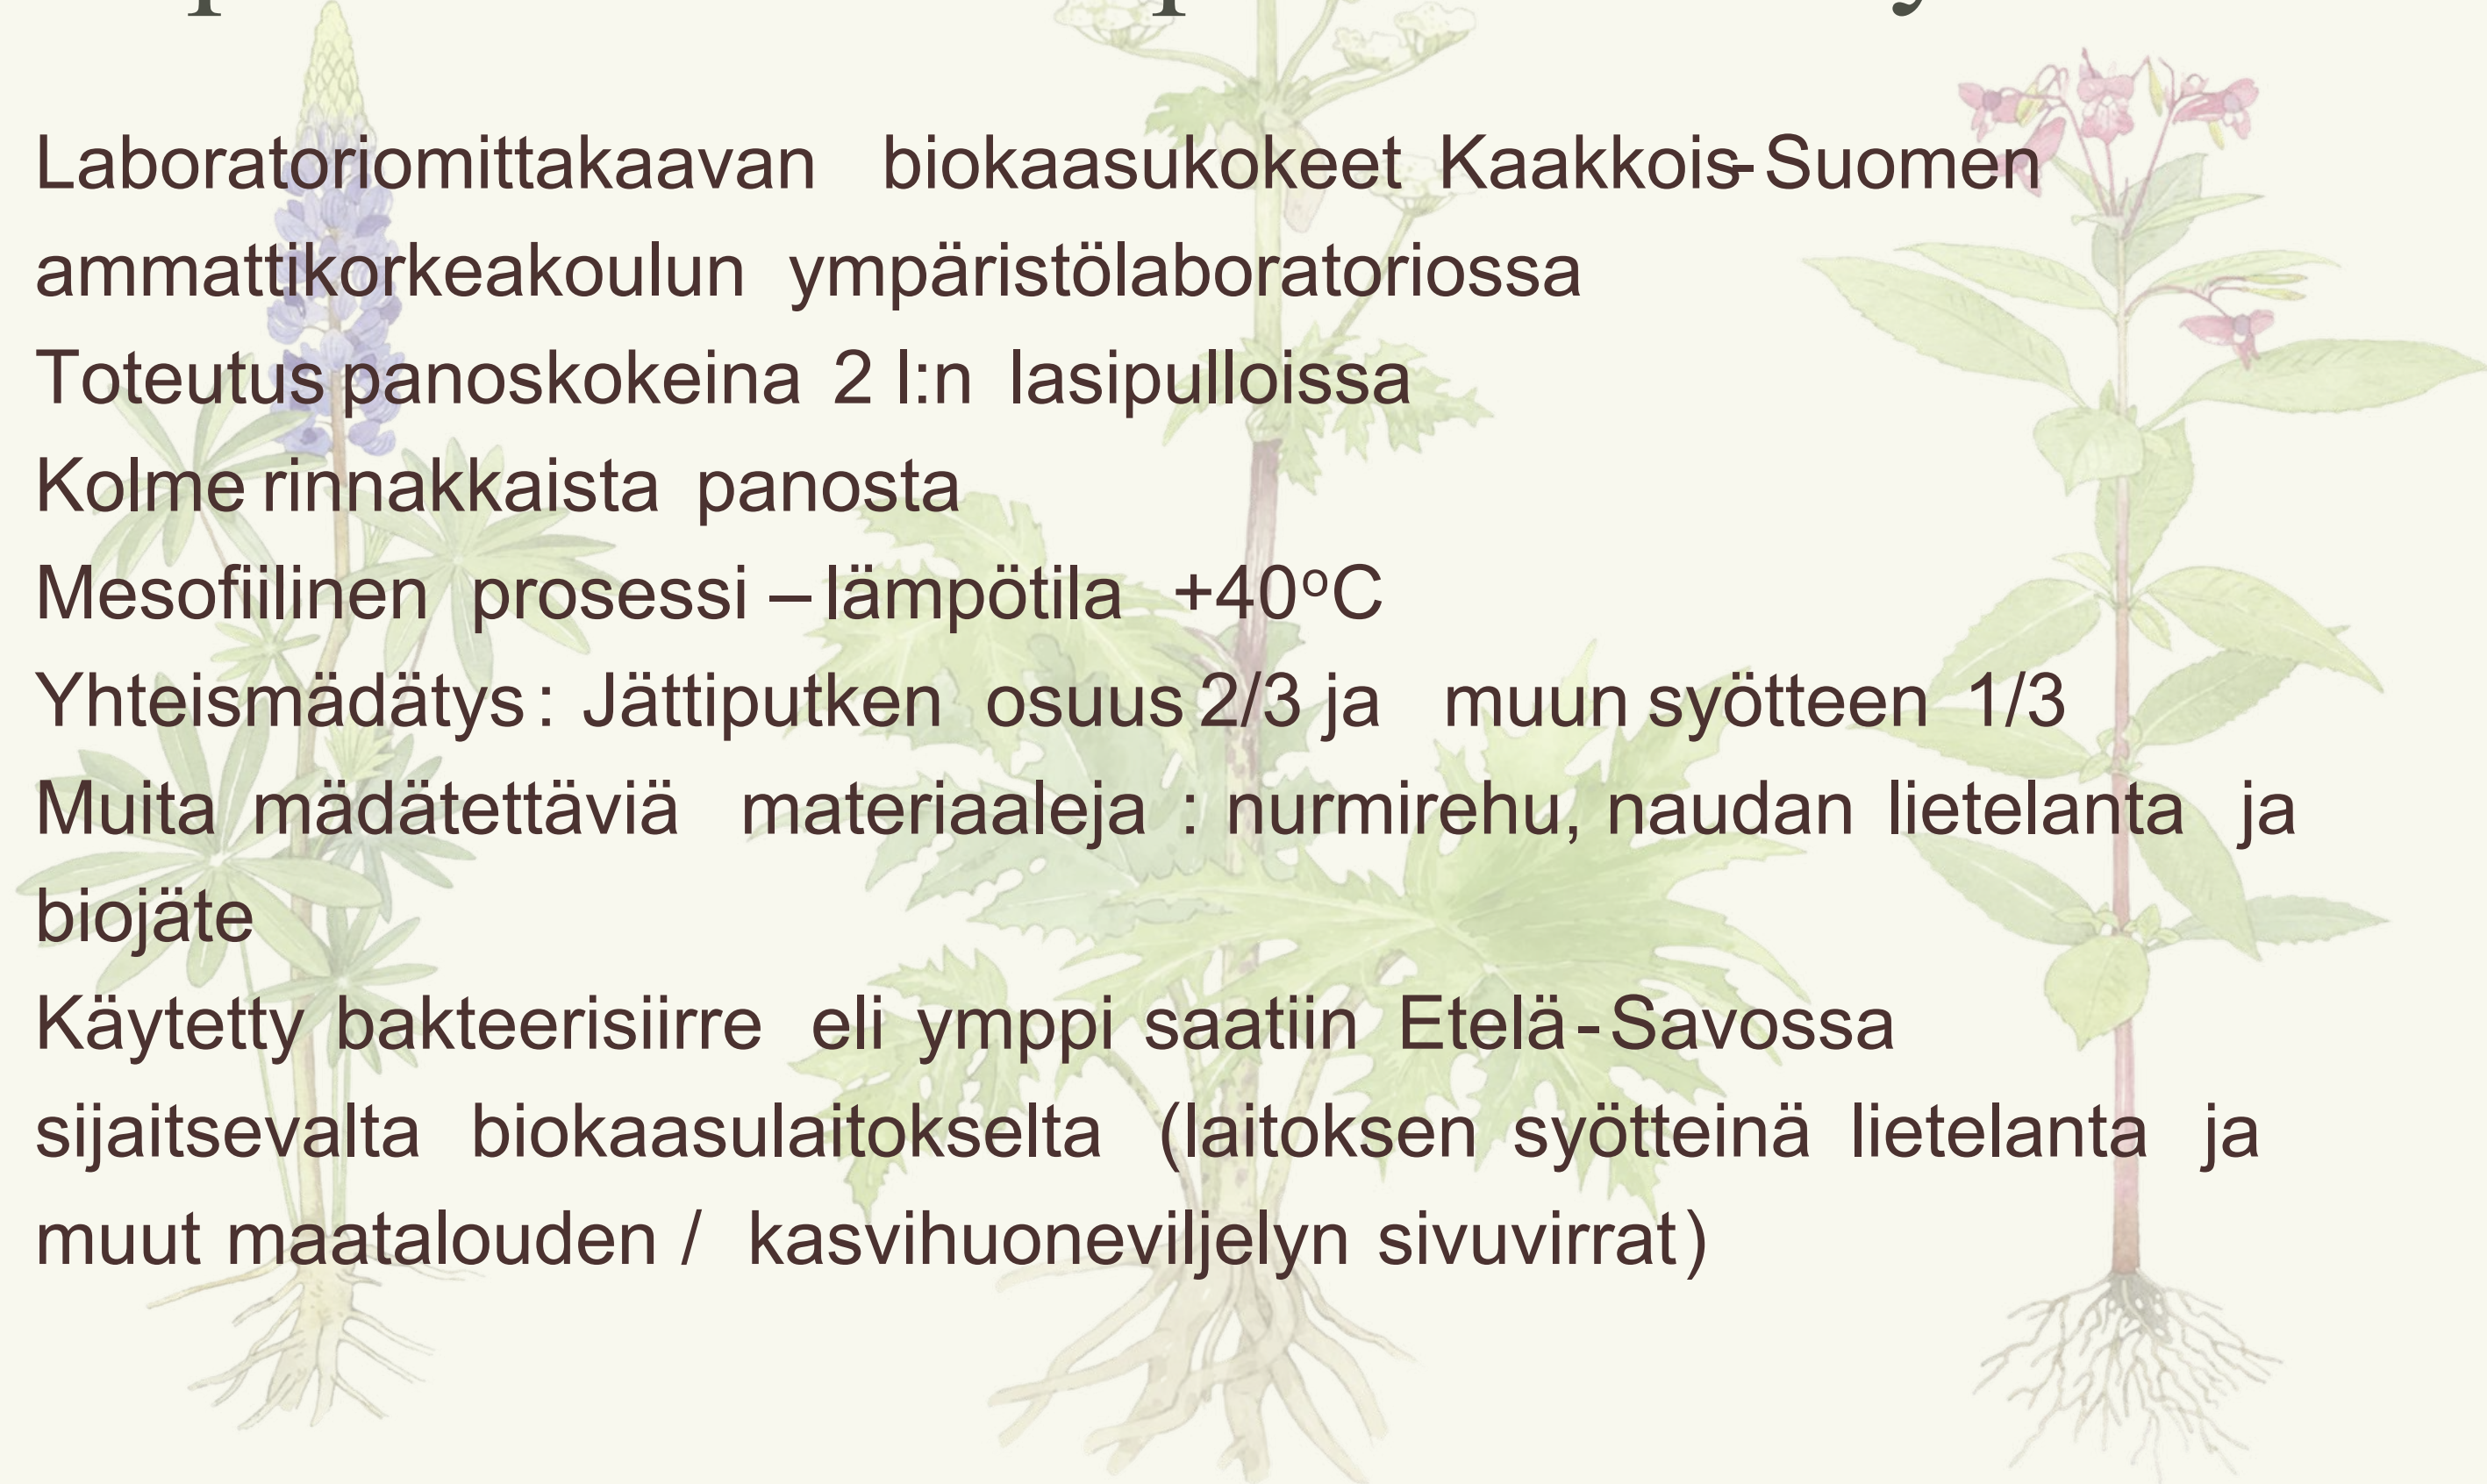 Laboratoriomittakaavan biokaasukokeet Kaakkois-Suomen
ammattikorkeakoulun ympäristölaboratoriossa
Toteutus panoskokeina 2 l:n lasipulloissa
Kolme rinnakkaista panosta
Mesofiilinen prosessi – lämpötila +40ºC
Yhteismädätys: Jättiputken osuus 2/3 ja muun syötteen 1/3
Muita mädätettäviä materiaaleja : nurmirehu, naudan lietelanta ja
biojäte
Käytetty bakteerisiirre eli ymppi saatiin Etelä-Savossa
sijaitsevalta biokaasulaitokselta (laitoksen syötteinä lietelanta ja
muut maatalouden / kasvihuoneviljelyn sivuvirrat)